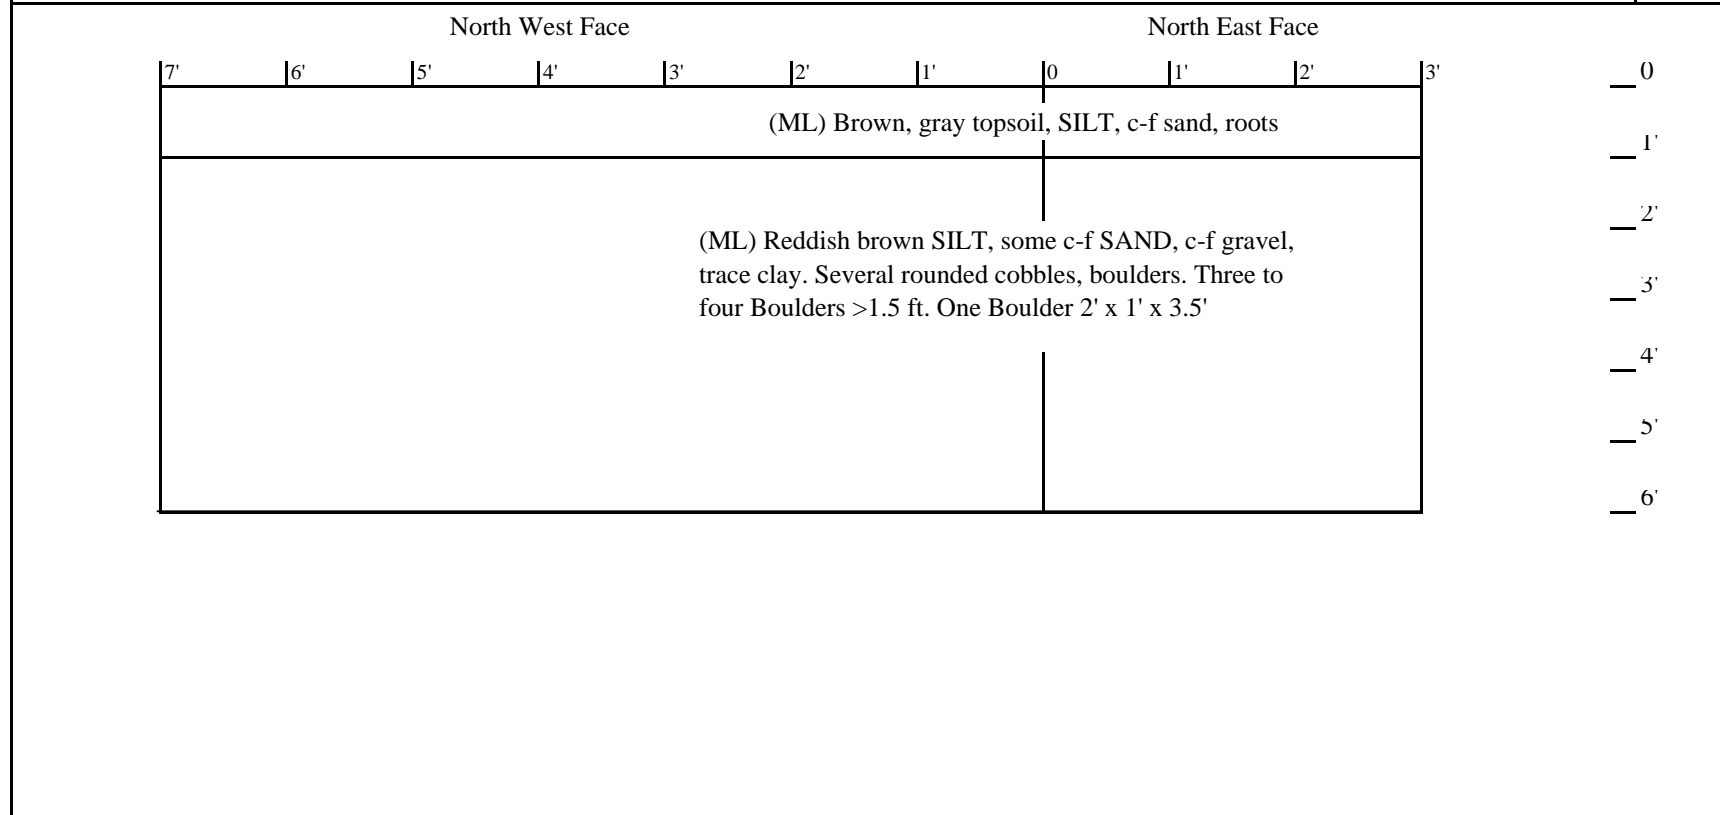 North West Face North East Face
7' 6' 5' 4' 3' 2' 1' 0 1' 2' 3' 0
(ML) Brown, gray topsoil, SILT, c-f sand, roots
1'
2'
(ML) Reddish brown SILT, some c-f SAND, c-f gravel,
trace clay. Several rounded cobbles, boulders. Three to
3'
four Boulders >1.5 ft. One Boulder 2' x 1' x 3.5'
4'
5'
6'